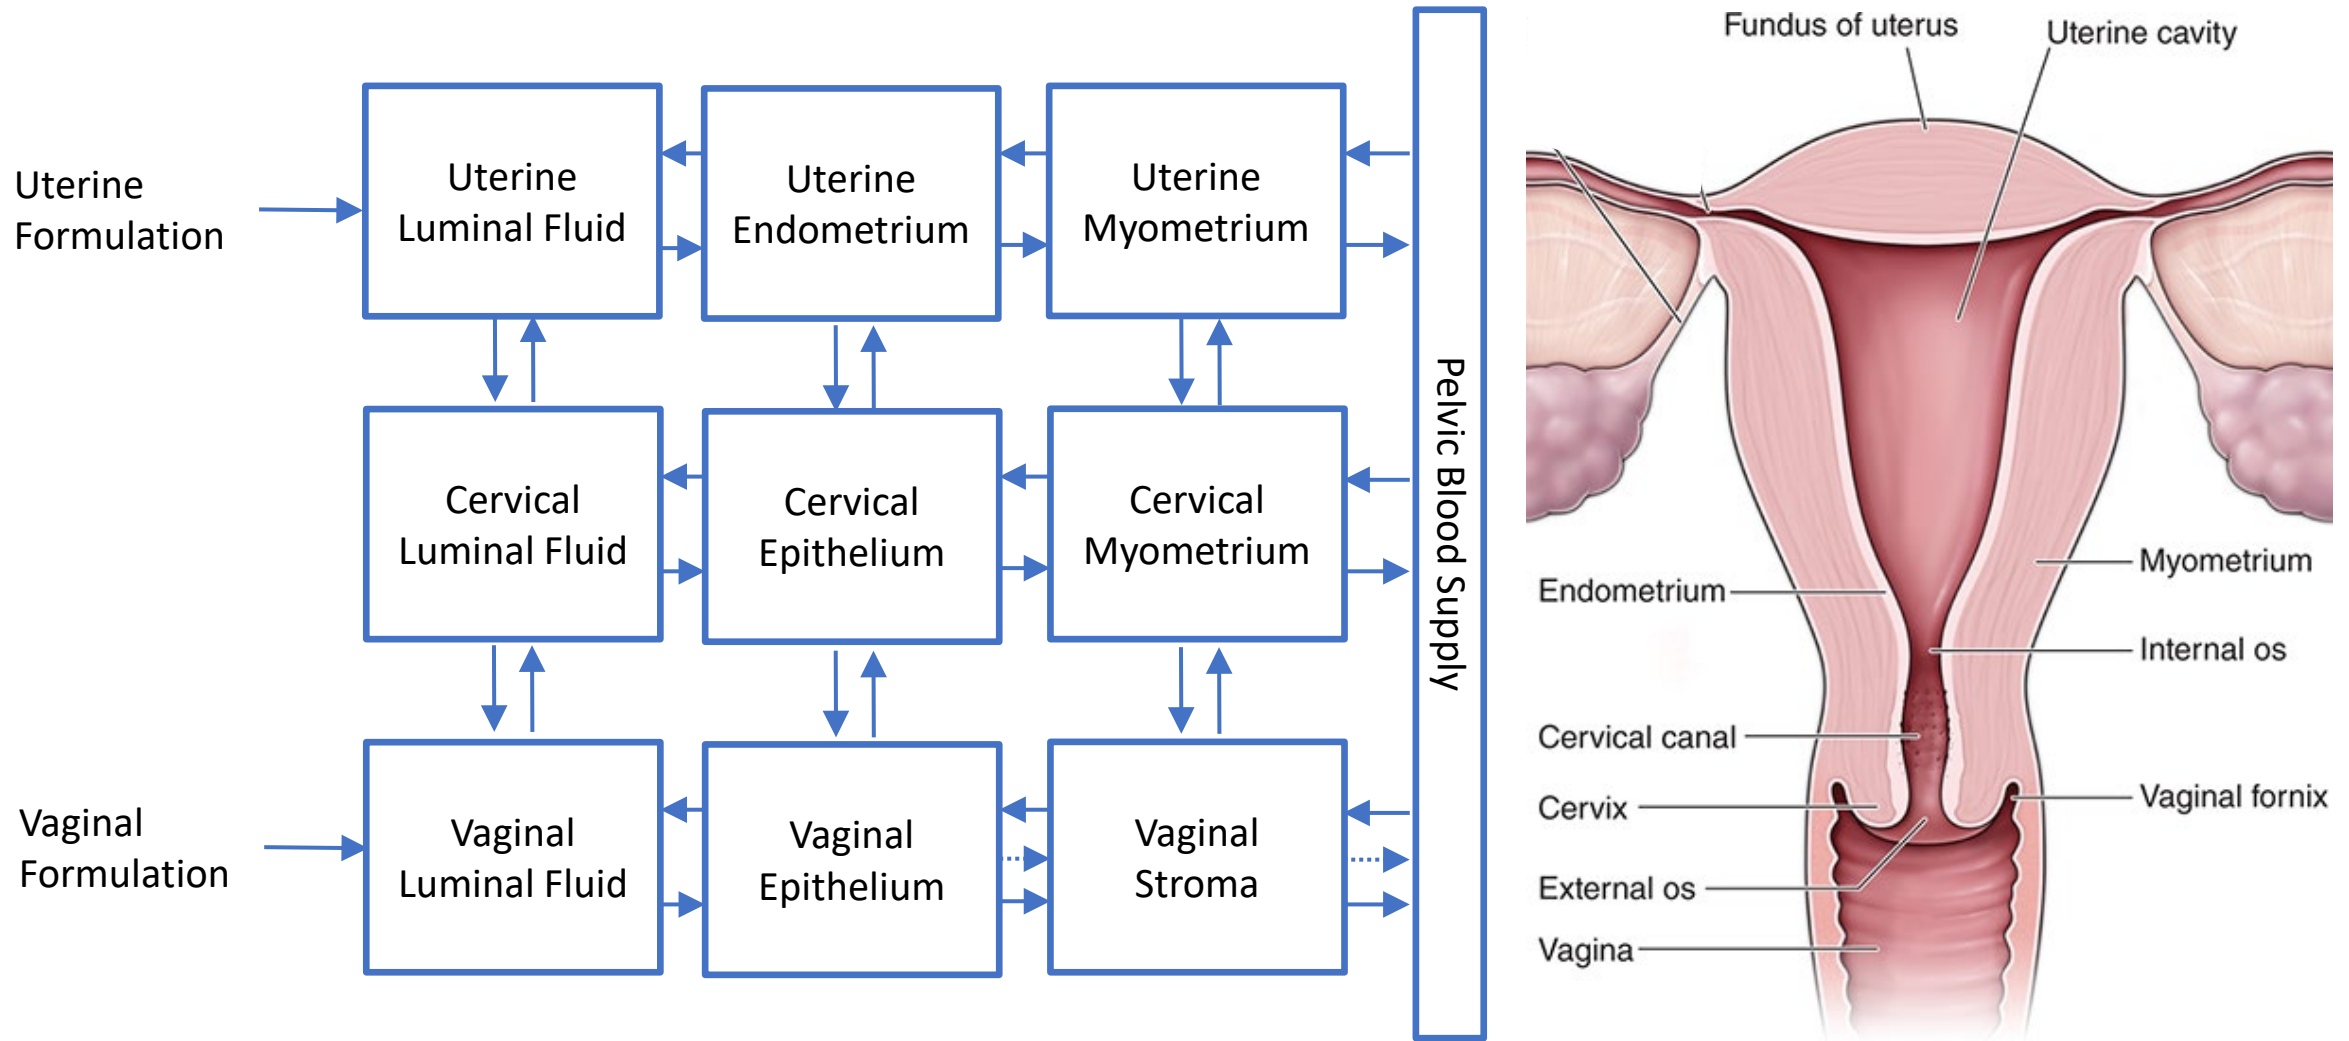 Uterine
Formulation
Uterine
Luminal Fluid
Uterine
Endometrium
Uterine
Myometrium
Cervical
Luminal Fluid
Cervical
Epithelium
Cervical
Myometrium
Vaginal
Formulation
Vaginal
Luminal Fluid
Vaginal
Epithelium
Vaginal
Stroma
Pelvic Blood Supply
Fundus of uterus
Uterine cavity
Endometrium
Myometrium
Internal os
Cervical canal
Cervix
Vaginal fornix
External os
Vagina